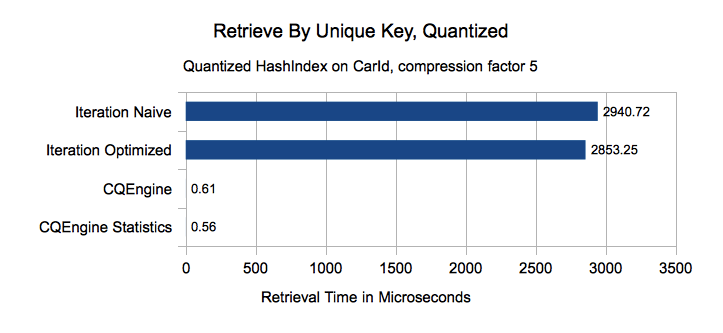 Retrieve By Unique Key, Quantized
Quantized HashIndex on CarId, compression factor 5
Iteration Naive 2940.72
Iteration Optimized 2853.25
CQEngine 0.61
CQEngine Statistics 0.56
0 500 1000 1500 2000 2500 3000 3500
Retrieval Time in Microseconds